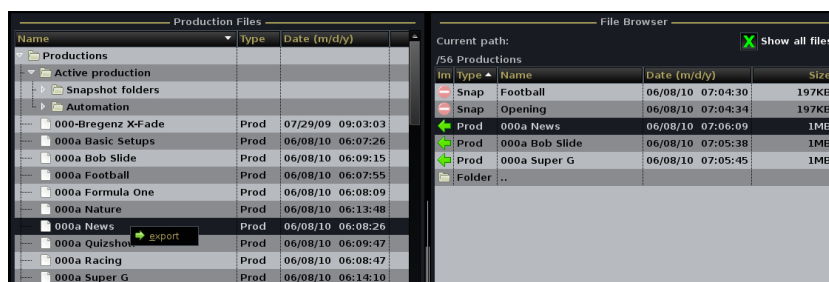 Production Files
Name Type Date (m/d/y)
Productions
Active production
Snapshot folders
Automation
000-Bregenz X-Fade Prod 07/29/09 09:03:03
000a Basic Setups Prod 06/08/10 06:07:26
000a Bob Slide Prod 06/08/10 06:09:15
000a Football Prod 06/08/10 06:07:55
000a Formula One Prod 06/08/10 06:08:09
000a Nature Prod 06/08/10 06:13:48
000a News Prod 06/08/10 06:08:26
export
000a Quizshow Prod 06/08/10 06:09:47
000a Racing Prod 06/08/10 06:08:47
000a Super G Prod 06/08/10 06:14:10
File Browser
Current path: X Show all files
/56 Productions
Im Type Name Date (m/d/y) Size
Snap Football 06/08/10 07:04:30 197KB
Snap Opening 06/08/10 07:04:34 197KB
Prod 000a News 06/08/10 07:06:09 1MB
Prod 000a Bob Slide 06/08/10 07:05:38 1MB
Prod 000a Super G 06/08/10 07:05:45 1MB
Folder ..